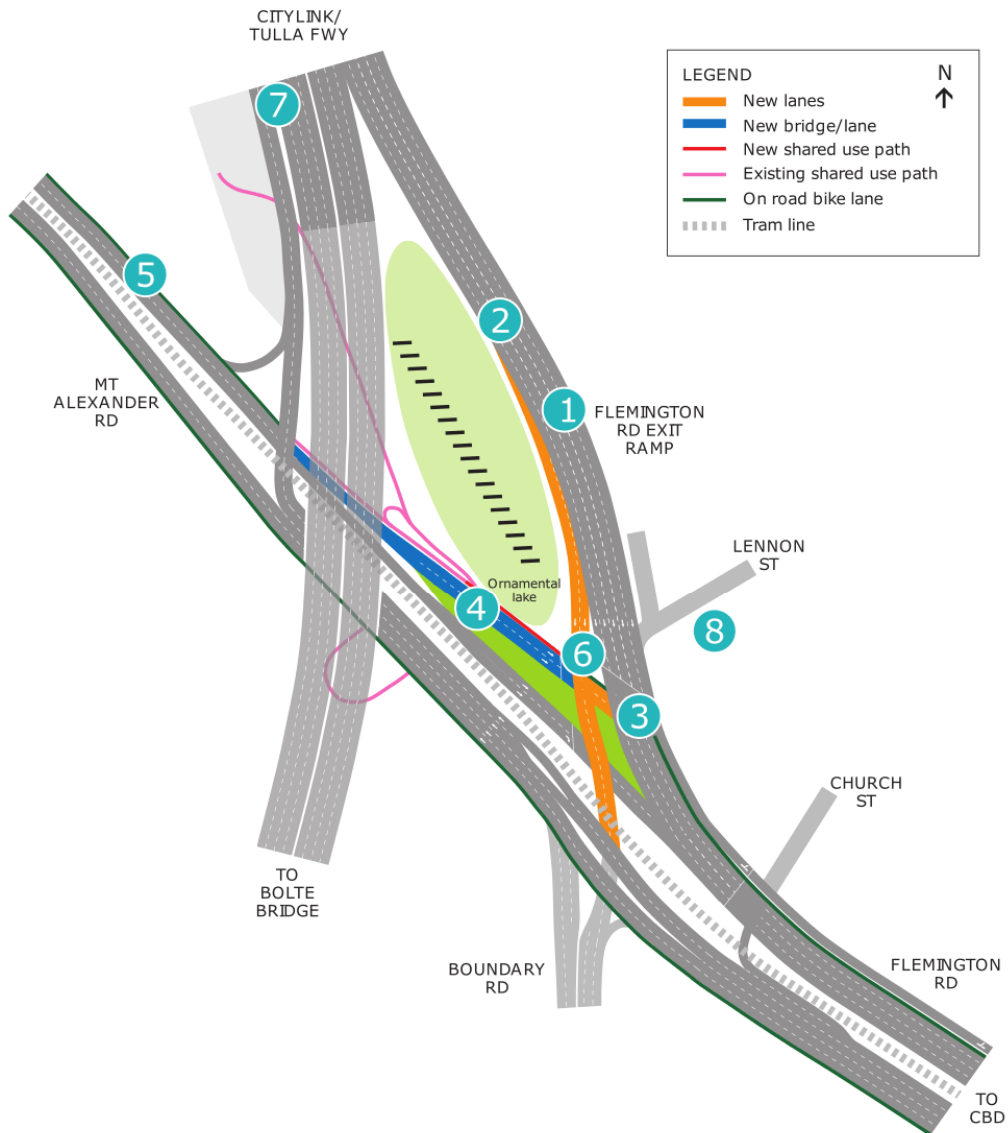 CITYLINK/
TULLA FWY
LEGEND
N
New lanes
New bridge/lane
New shared use path
Existing shared use path
On road bike lane
Tram line
7
5
2
1
MT
ALEXANDER
RD
FLEMINGTON
RD EXIT
RAMP
LENNON
ST
Ornamental
lake
4
8
6
3
CHURCH
ST
TO
BOLTE
BRIDGE
BOUNDARY
RD
FLEMINGTON
RD
TO
CBD